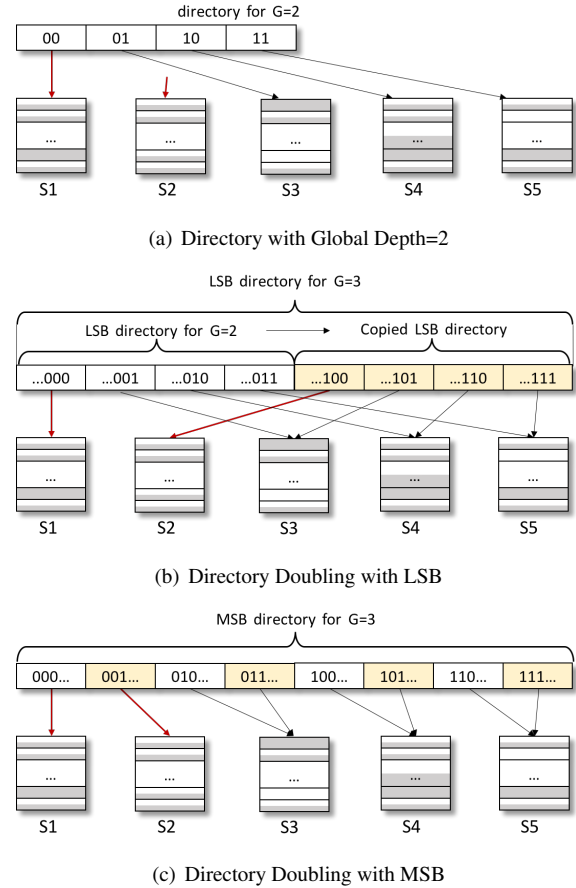 directory for G=2
00 01 10 11
... ... ... ... ...
S1 S2 S3 S4 S5
(a) Directory with Global Depth=2
LSB directory for G=3
LSB directory for G=2 Copied LSB directory
...000 ...001 ...010 ...011 ...100 ...101 ...110 ...111
... ... ... ... ...
S1 S2 S3 S4 S5
(b) Directory Doubling with LSB
MSB directory for G=3
000... 001... 010... 011... 100... 101... 110... 111...
... ... ... ... ...
S1 S2 S3 S4 S5
(c) Directory Doubling with MSB